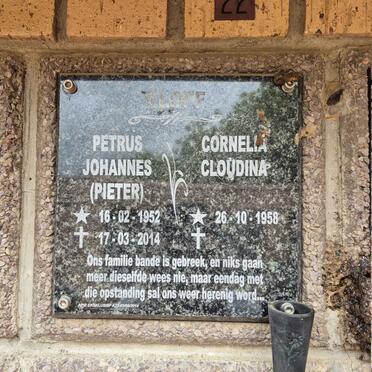 22
PETRUS
JOHANNES
(PIETER)
CORNELIA
CLOUDINA
16 - 02 - 1952
17 - 03 - 2014
26 - 10 - 1958
Ons familie bande is gebreek, en niks gaan
meer dieselfde wees nie, maar eendag met
die opstanding sal ons weer herenig word...